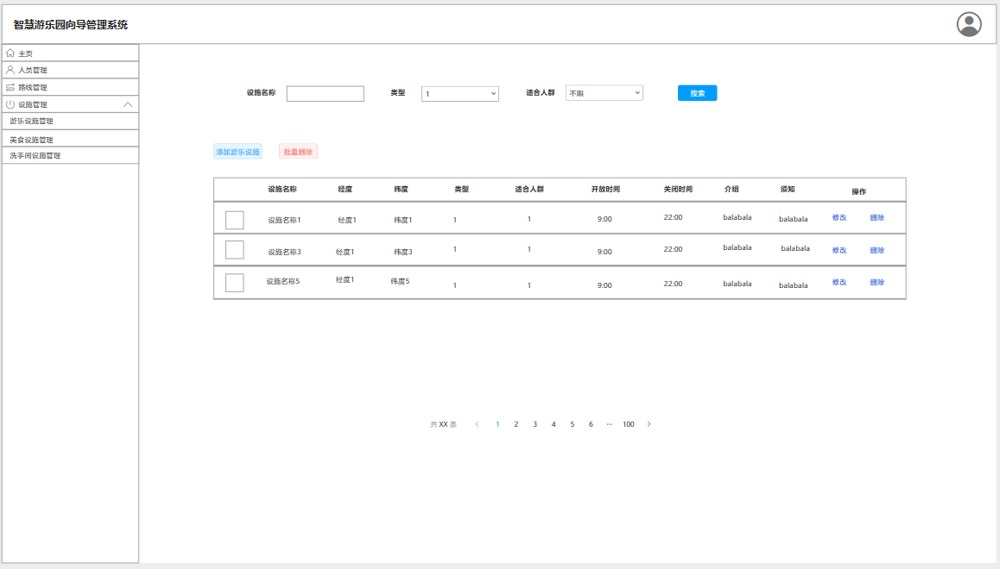 智慧游乐园向导管理系统
主页
人员管理
路线管理
设施管理
游乐设施管理
美食设施管理
洗手间设施管理
设施名称 类型 1 适合人群 不限 搜索
添加游乐设施 批量删除
设施名称 经度 纬度 类型 适合人群 开放时间 关闭时间 介绍 须知 操作
设施名称1 经度1 纬度1 1 1 9:00 22:00 balabala balabala 修改 删除
设施名称3 经度1 纬度3 1 1 9:00 22:00 balabala balabala 修改 删除
设施名称5 经度1 纬度5 1 1 9:00 22:00 balabala balabala 修改 删除
共 XX 条 < 1 2 3 4 5 6 ··· 100 >